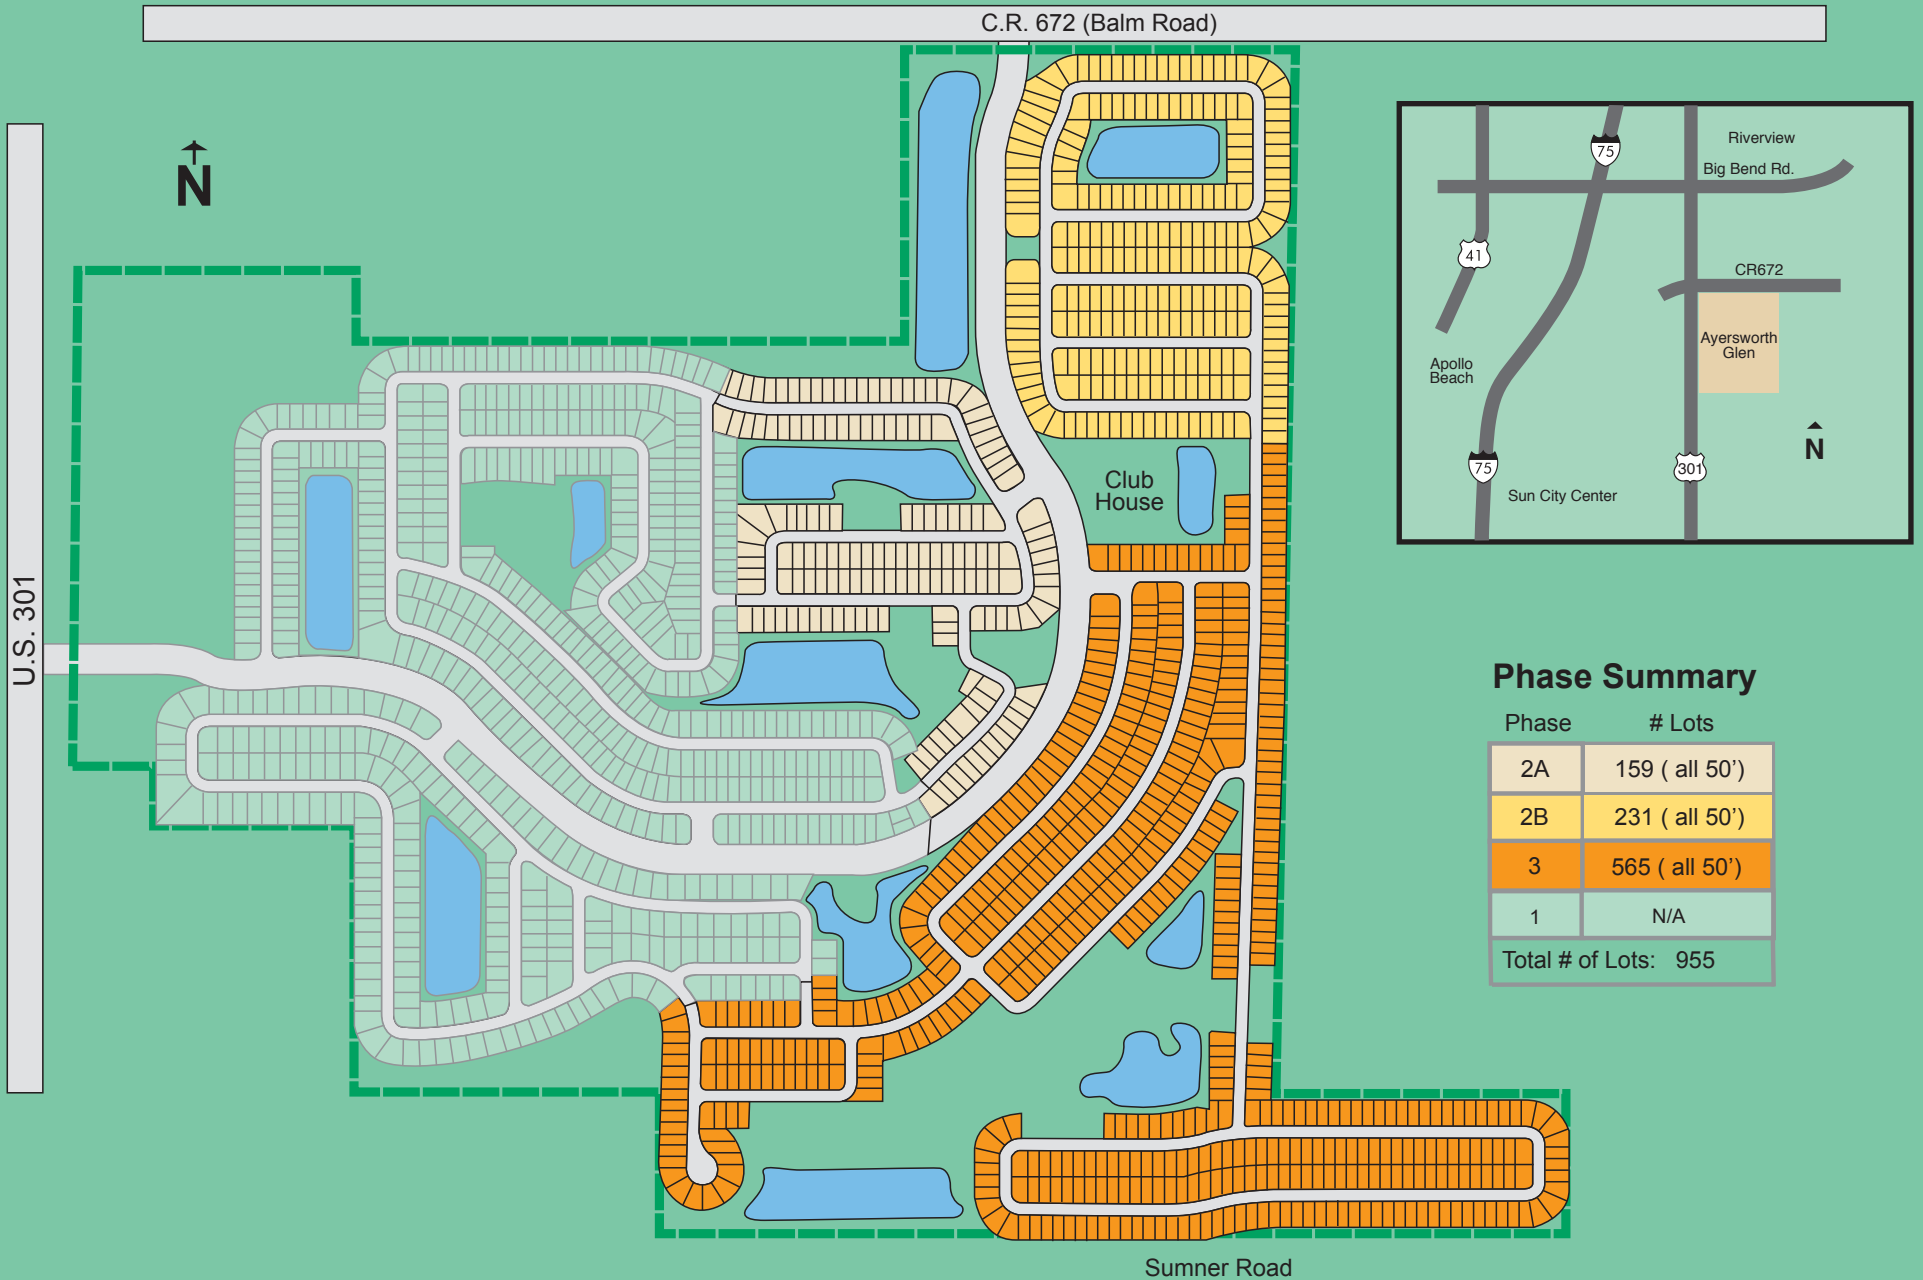 C.R. 672 (Balm Road)
N
U.S. 301
Club
House
75
Riverview
Big Bend Rd.
41
CR672
Ayersworth
Glen
Apollo
Beach
N
75
301
Sun City Center
Phase Summary
Phase # Lots
2A 159 ( all 50')
2B 231 ( all 50')
3 565 ( all 50')
1 N/A
Total # of Lots: 955
Sumner Road